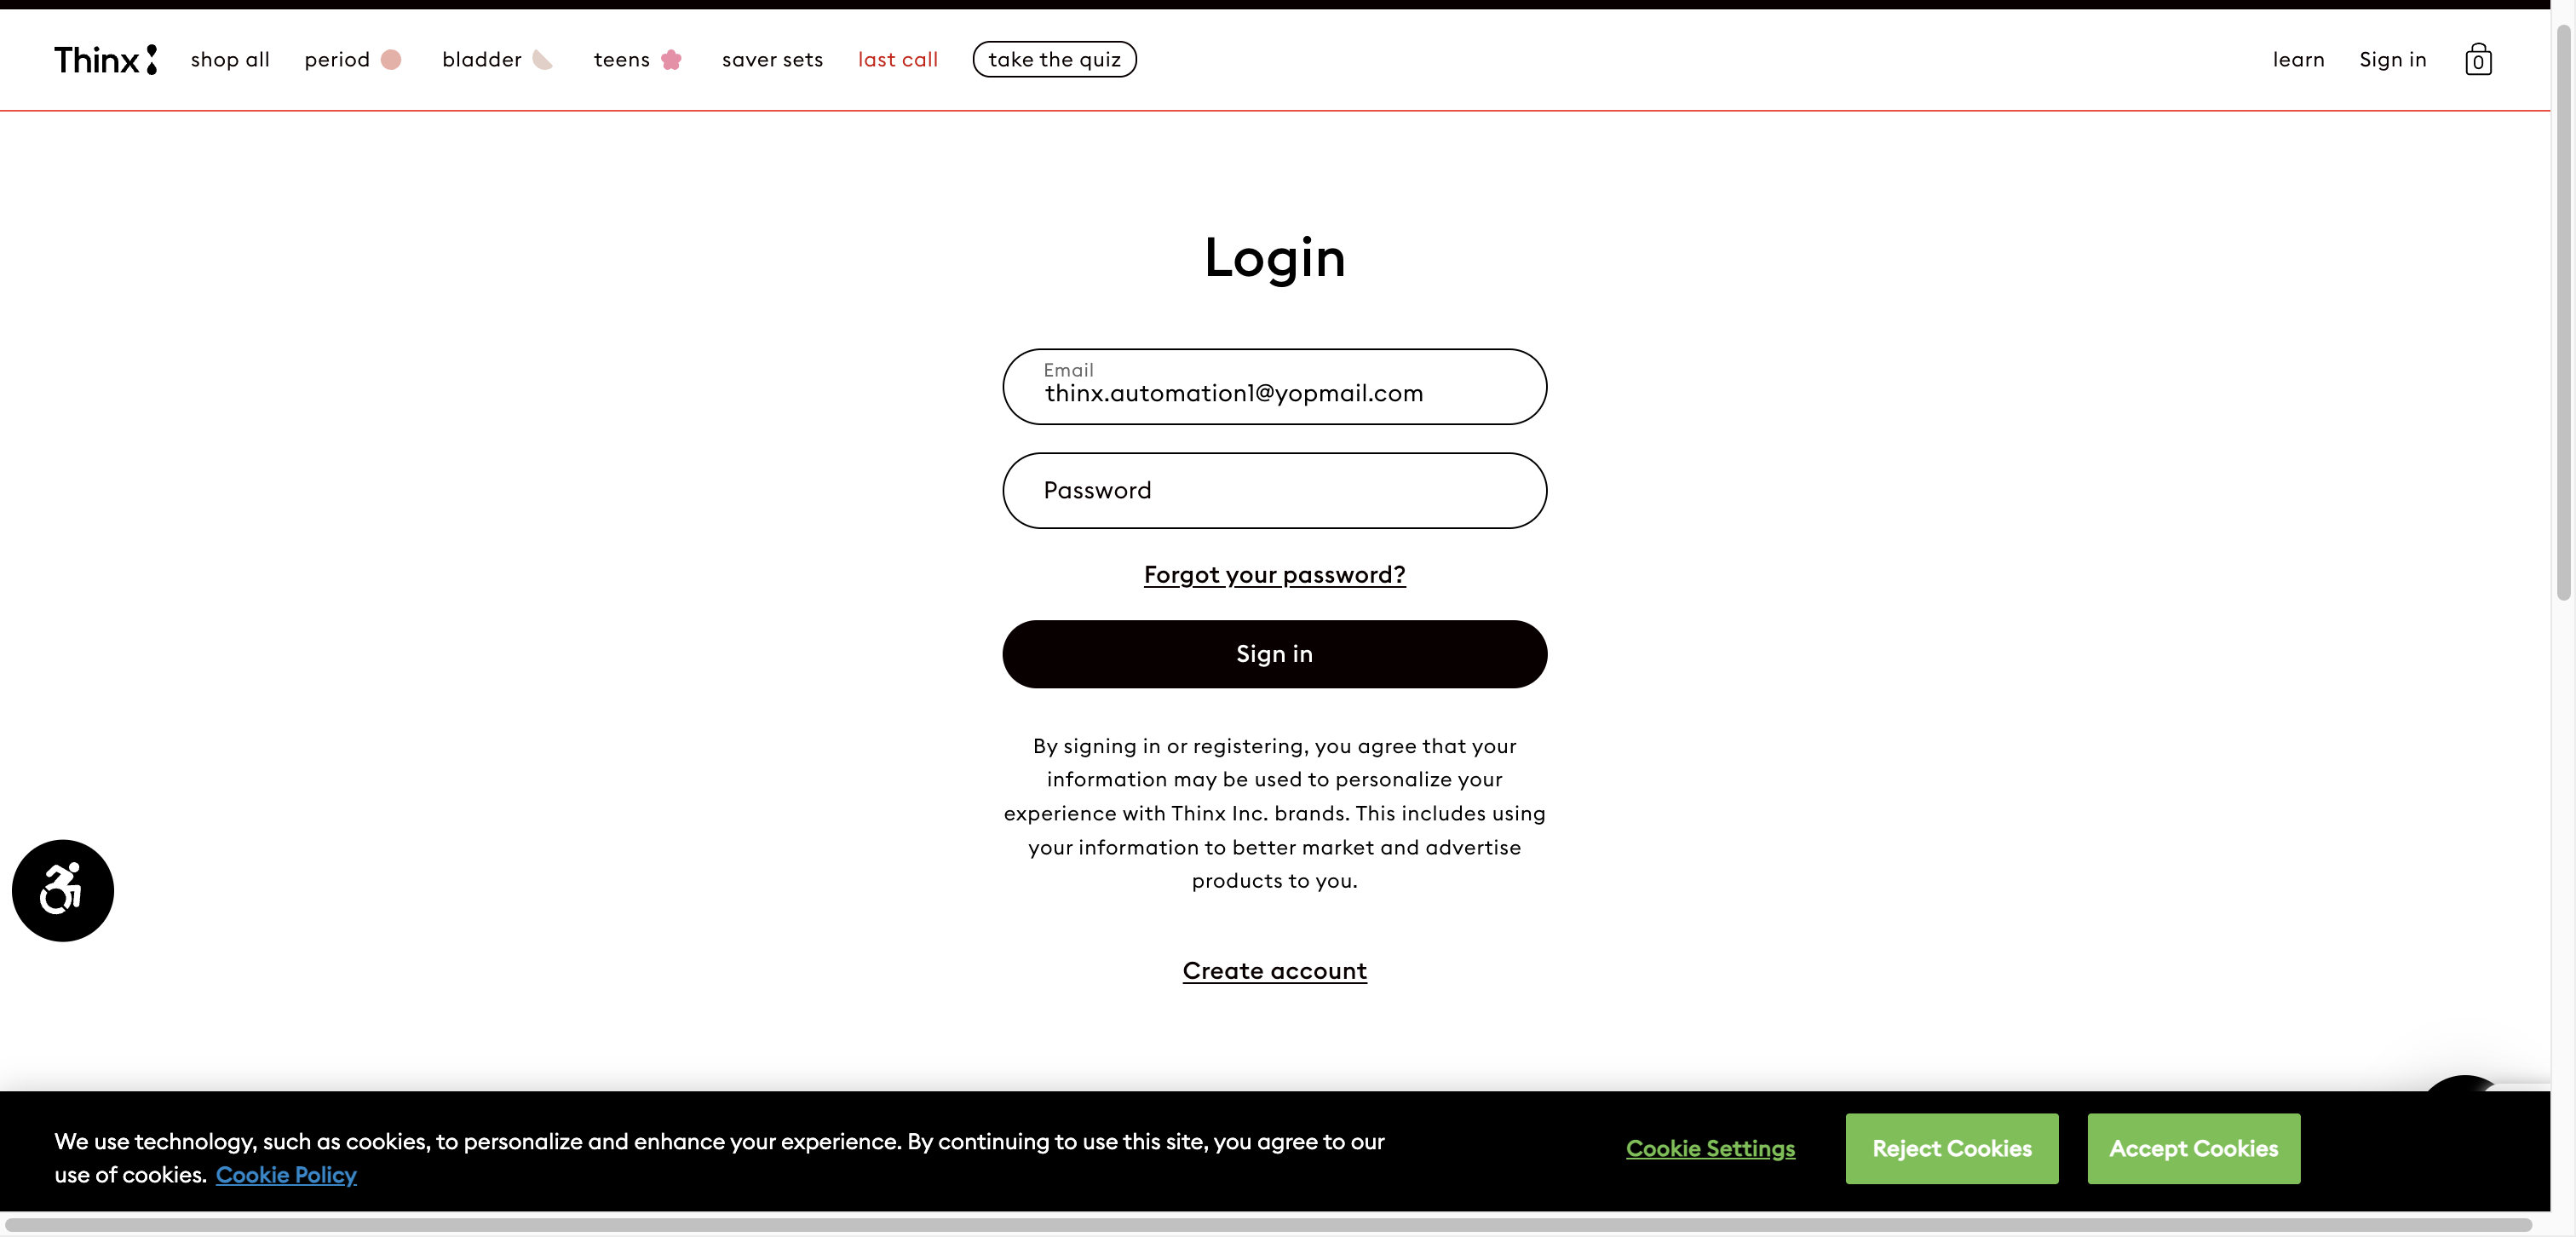 Thinx
shop all
period
bladder
teens
saver sets
last call
take the quiz
learn
Sign in
0
Login
Email
thinx.automation1@yopmail.com
Password
Forgot your password?
Sign in
By signing in or registering, you agree that your
information may be used to personalize your
experience with Thinx Inc. brands. This includes using
your information to better market and advertise
products to you.
Create account
We use technology, such as cookies, to personalize and enhance your experience. By continuing to use this site, you agree to our
use of cookies. Cookie Policy
Cookie Settings
Reject Cookies
Accept Cookies